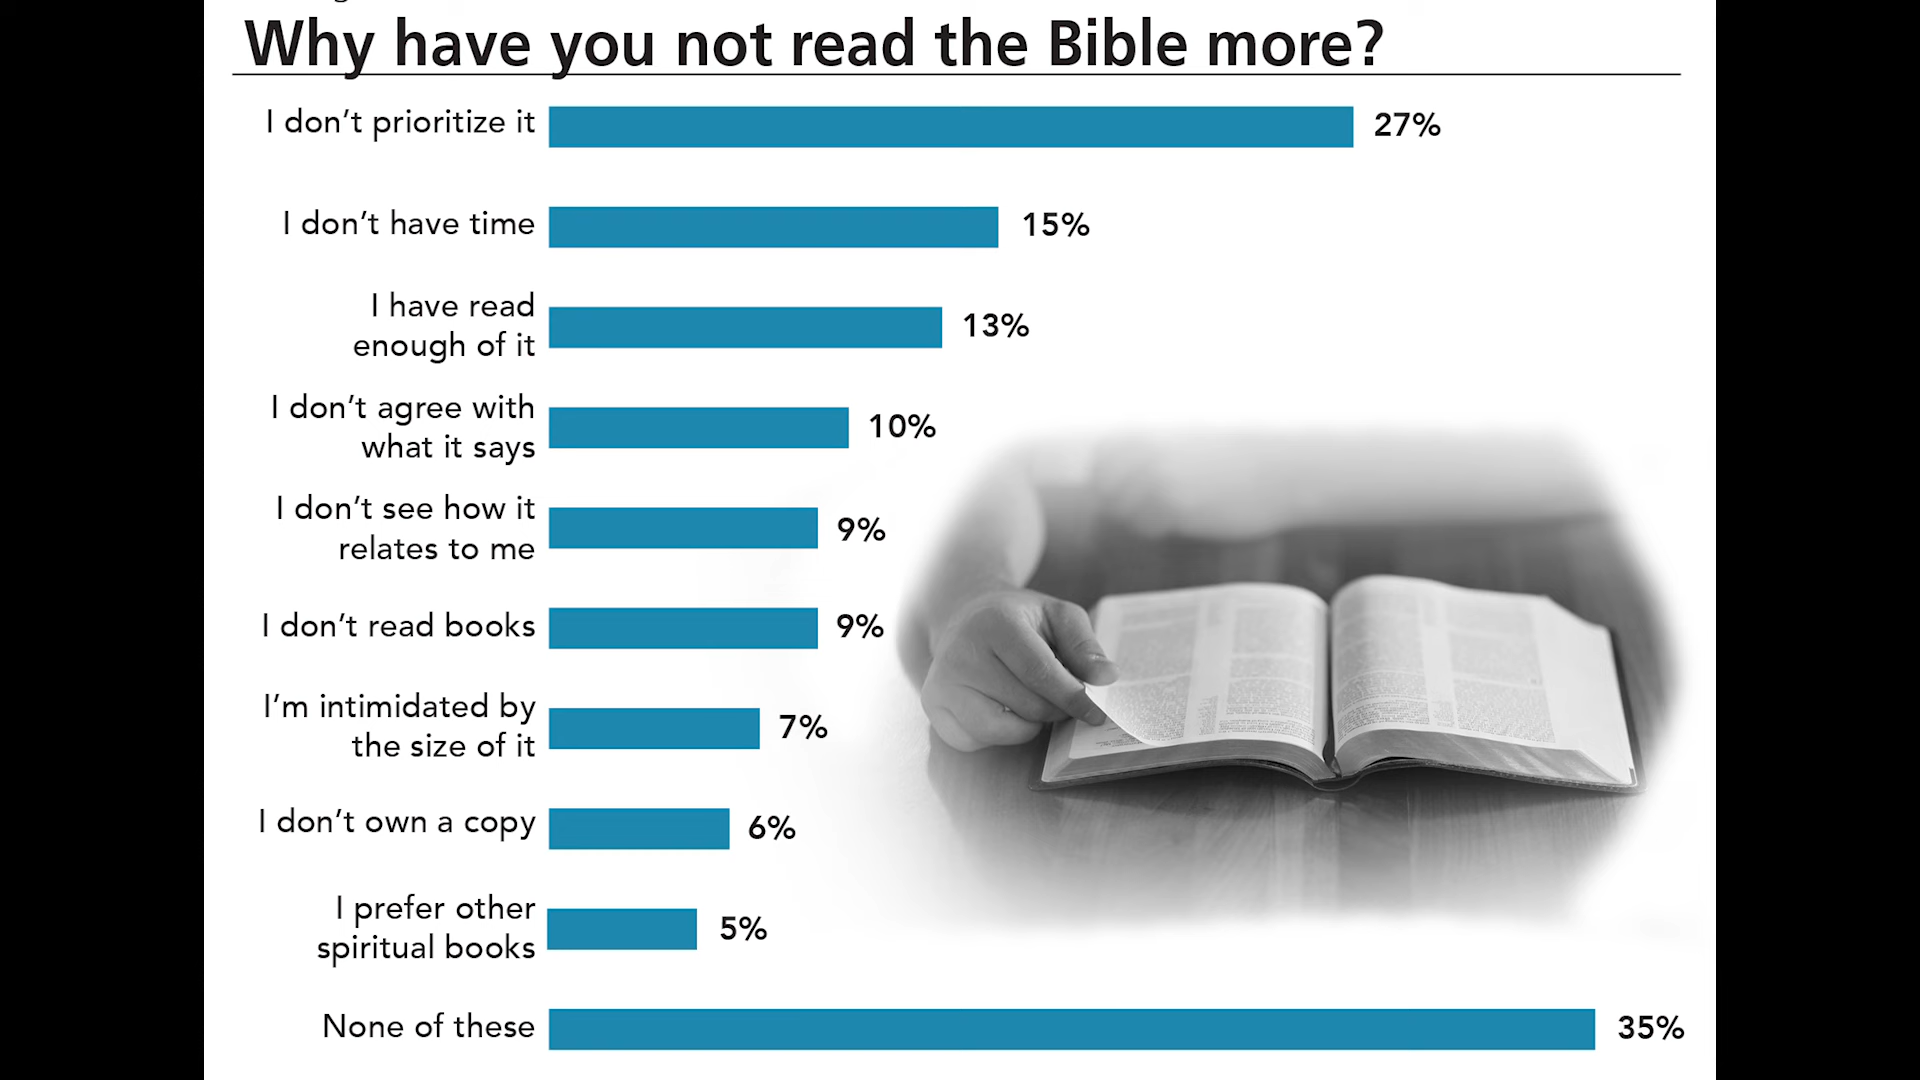 Why have you not read the Bible more?
I don’t prioritize it
27%
I don’t have time
15%
I have read
enough of it
13%
I don’t agree with
what it says
10%
I don’t see how it
relates to me
9%
I don’t read books
9%
I’m intimidated by
the size of it
7%
I don’t own a copy
6%
I prefer other
spiritual books
5%
None of these
35%